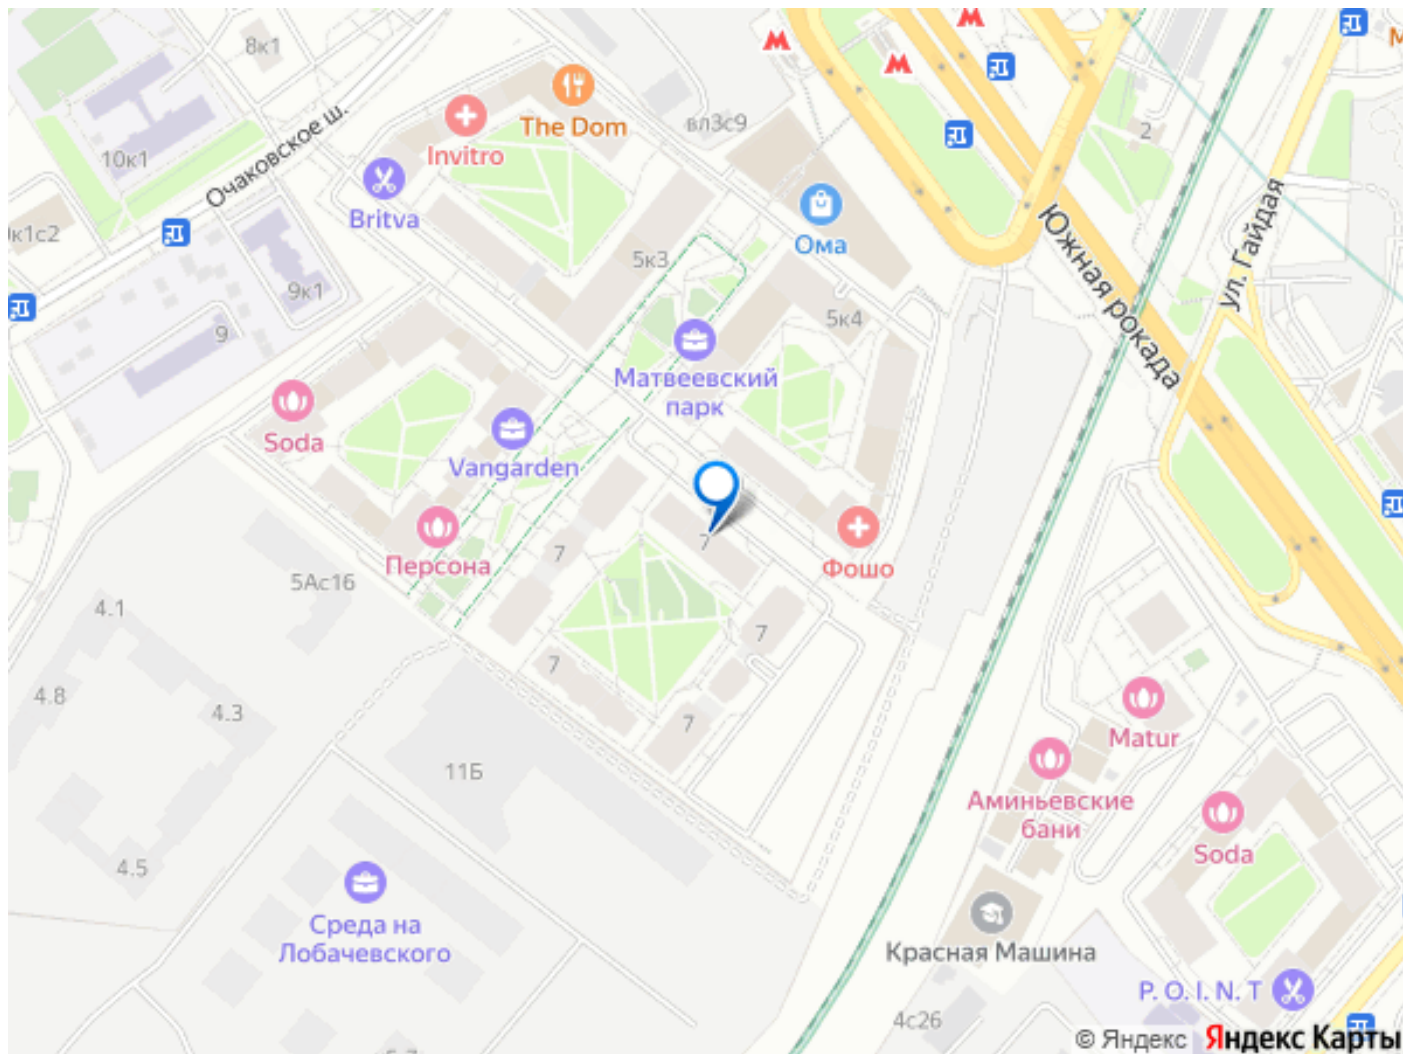 8к1
The Dom
Invitro
вл3с9
2
10к1
Очаковское ш.
Britva
к1с2
Ома
Южная рокада
ул. Гайдая
5к3
9к1
9
5к4
Матвеевский
парк
Soda
Vangarden
7
7
Персона
Фошо
5Ас16
4.1
7
7
4.8
4.3
7
Matur
11Б
Аминьевские
бани
Soda
4.5
Среда на
Лобачевского
Красная Машина
P. O. I. N. T
4с26
© Яндекс Яндекс Карты